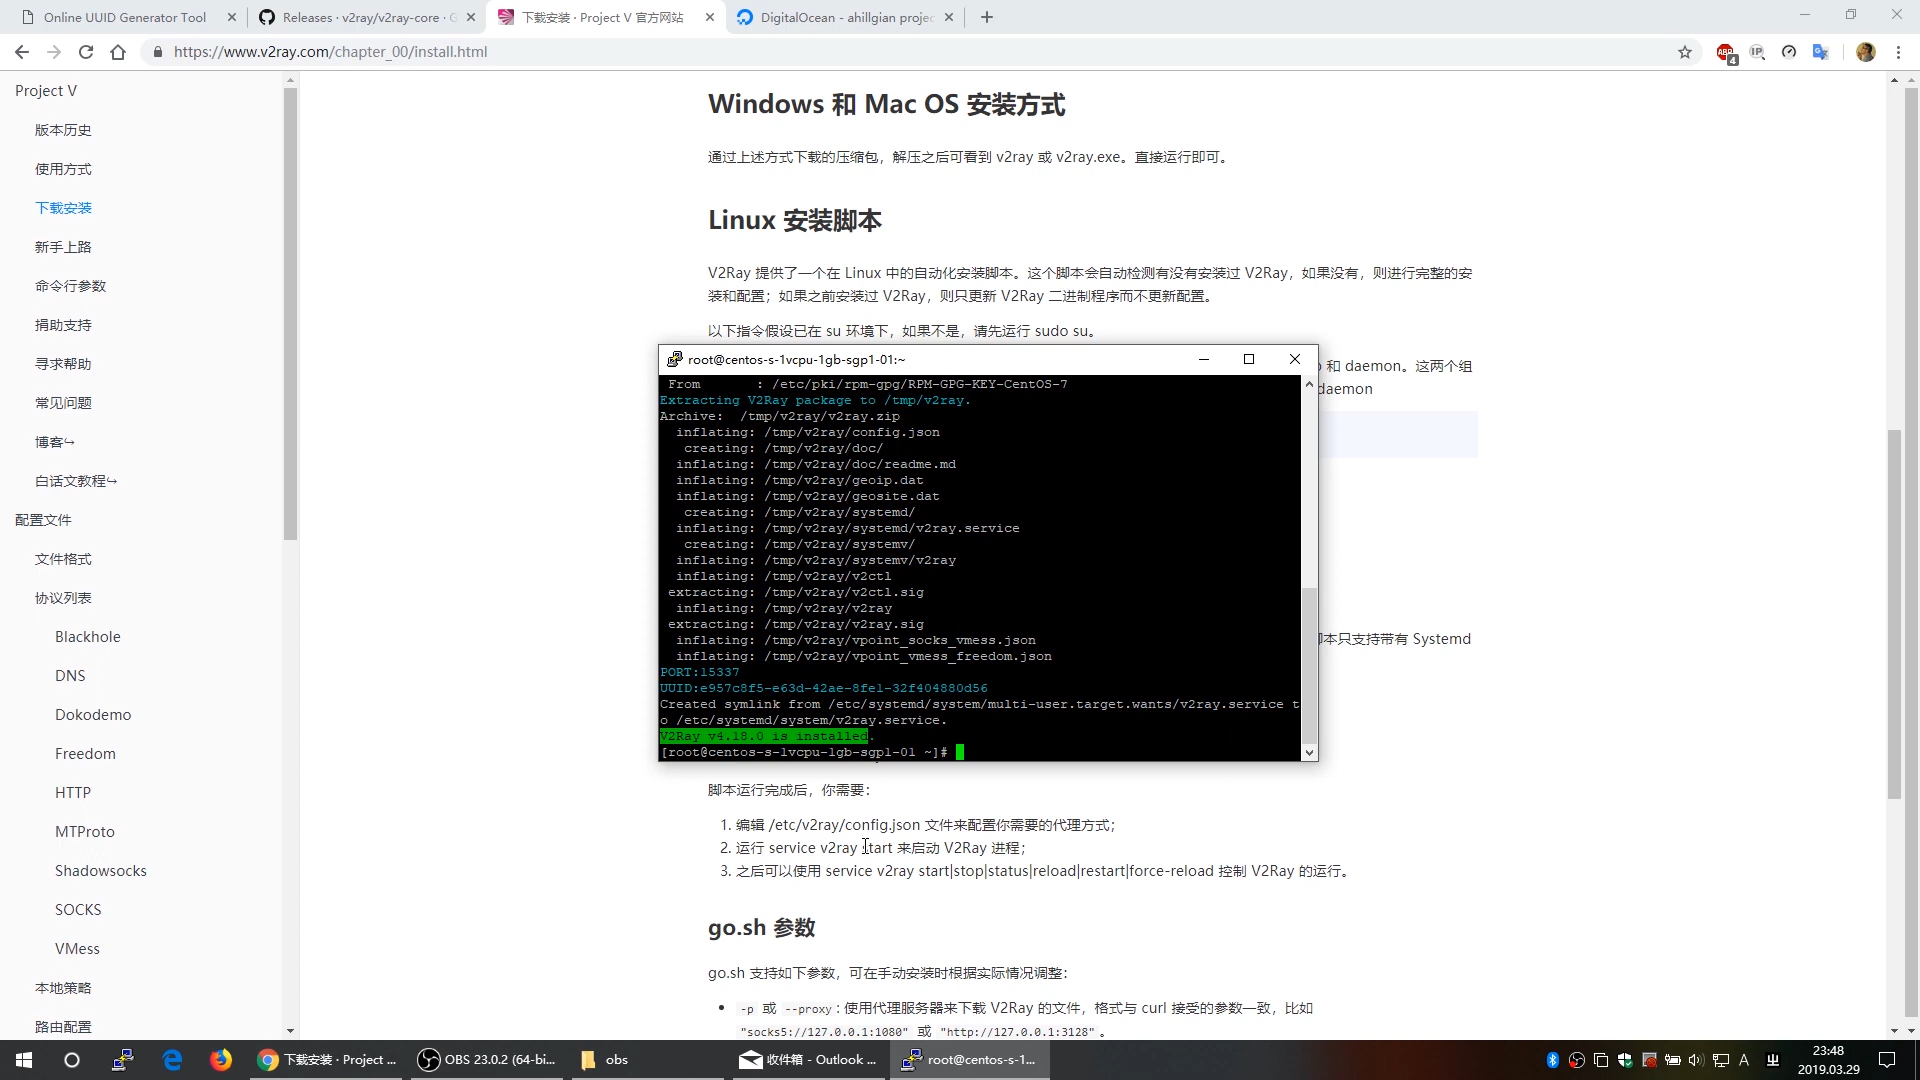 Online UUID Generator Tool
Releases · v2ray/v2ray-core · G
下载安装 · Project V 官方网站
DigitalOcean - ahillgian projec
https://www.v2ray.com/chapter_00/install.html
4
Project V
版本历史
使用方式
下载安装
新手上路
命令行参数
捐助支持
寻求帮助
常见问题
博客↪
白话文教程↪
配置文件
文件格式
协议列表
Blackhole
DNS
Dokodemo
Freedom
HTTP
MTProto
Shadowsocks
SOCKS
VMess
本地策略
路由配置
Windows 和 Mac OS 安装方式
通过上述方式下载的压缩包，解压之后可看到 v2ray 或 v2ray.exe。直接运行即可。
Linux 安装脚本
V2Ray 提供了一个在 Linux 中的自动化安装脚本。这个脚本会自动检测有没有安装过 V2Ray，如果没有，则进行完整的安
装和配置；如果之前安装过 V2Ray，则只更新 V2Ray 二进制程序而不更新配置。
以下指令假设已在 su 环境下，如果不是，请先运行 sudo su。
和 daemon。这两个组
daemon
root@centos-s-1vcpu-1gb-sgp1-01:~
From       : /etc/pki/rpm-gpg/RPM-GPG-KEY-CentOS-7
Extracting V2Ray package to /tmp/v2ray.
Archive:  /tmp/v2ray/v2ray.zip
inflating: /tmp/v2ray/config.json
creating: /tmp/v2ray/doc/
inflating: /tmp/v2ray/doc/readme.md
inflating: /tmp/v2ray/geoip.dat
inflating: /tmp/v2ray/geosite.dat
creating: /tmp/v2ray/systemd/
inflating: /tmp/v2ray/systemd/v2ray.service
creating: /tmp/v2ray/systemv/
inflating: /tmp/v2ray/systemv/v2ray
inflating: /tmp/v2ray/v2ctl
extracting: /tmp/v2ray/v2ctl.sig
inflating: /tmp/v2ray/v2ray
extracting: /tmp/v2ray/v2ray.sig
inflating: /tmp/v2ray/vpoint_socks_vmess.json
inflating: /tmp/v2ray/vpoint_vmess_freedom.json
PORT:15337
UUID:e957c8f5-e63d-42ae-8fe1-32f404880d56
Created symlink from /etc/systemd/system/multi-user.target.wants/v2ray.service t
o /etc/systemd/system/v2ray.service.
V2Ray v4.18.0 is installed.
[root@centos-s-1vcpu-1gb-sgp1-01 ~]#
脚本只支持带有 Systemd
脚本运行完成后，你需要：
1. 编辑 /etc/v2ray/config.json 文件来配置你需要的代理方式；
2. 运行 service v2ray start 来启动 V2Ray 进程；
3. 之后可以使用 service v2ray start|stop|status|reload|restart|force-reload 控制 V2Ray 的运行。
go.sh 参数
go.sh 支持如下参数，可在手动安装时根据实际情况调整：
• -p 或 --proxy: 使用代理服务器来下载 V2Ray 的文件，格式与 curl 接受的参数一致，比如
"socks5://127.0.0.1:1080" 或 "http://127.0.0.1:3128"。
下载安装 · Project ...
OBS 23.0.2 (64-bi...
obs
收件箱 - Outlook ...
root@centos-s-1...
A
23:48
2019.03.29